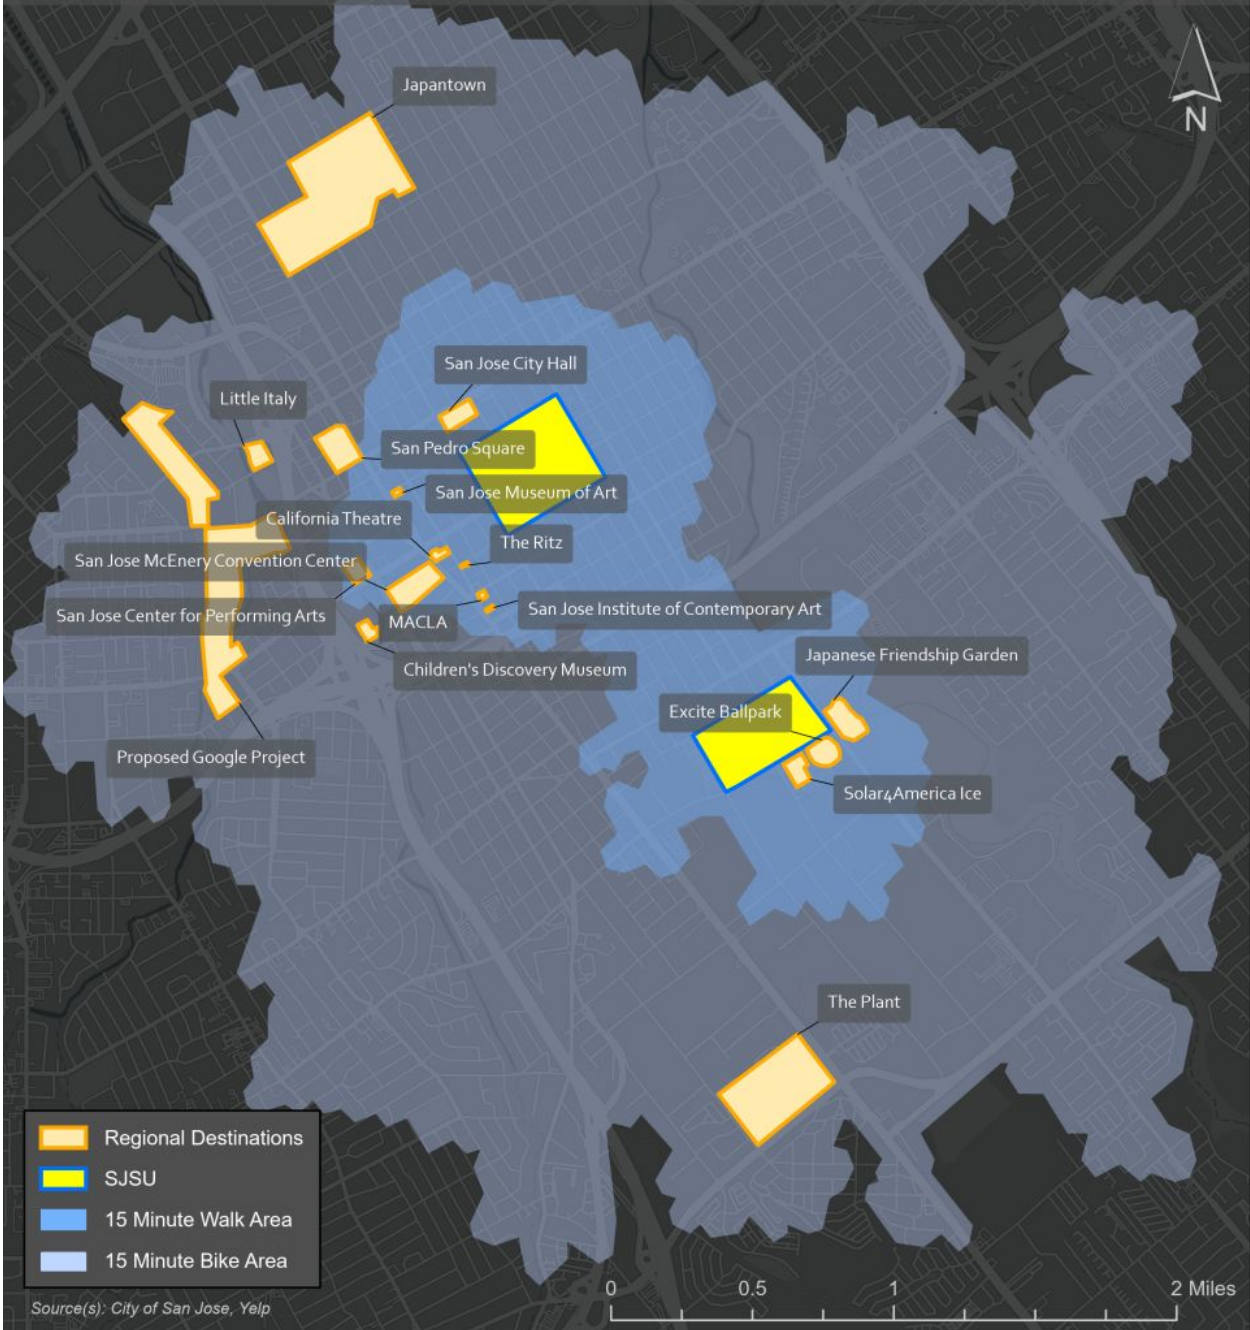 Japantown
N
San Jose City Hall
Little Italy
San Pedro Square
San Jose Museum of Art
California Theatre
The Ritz
San Jose McEnery Convention Center
San Jose Center for Performing Arts
MACLA
San Jose Institute of Contemporary Art
Children's Discovery Museum
Japanese Friendship Garden
Excite Ballpark
Proposed Google Project
Solar4America Ice
The Plant
Regional Destinations
SJSU
15 Minute Walk Area
15 Minute Bike Area
Source(s): City of San Jose, Yelp
0 0.5 1 2 Miles